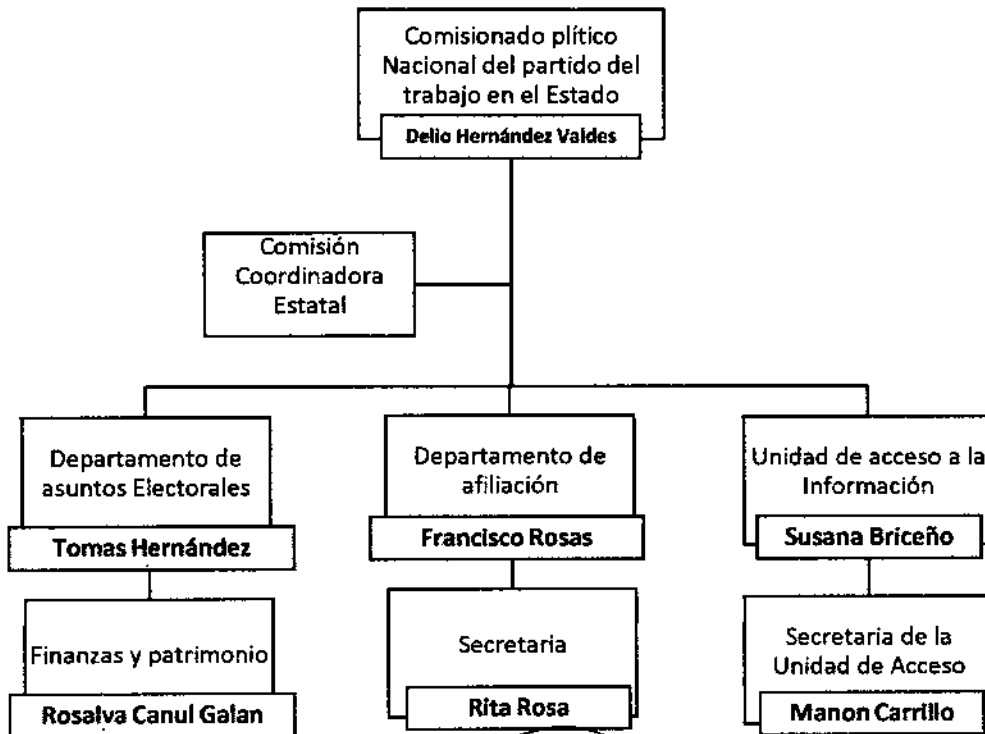 Comisionado plítico
Nacional del partido del
trabajo en el Estado
Delio Hernández Valdes
Comisión
Coordinadora
Estatal
Departamento de
asuntos Electorales
Tomas Hernández
Departamento de
afiliación
Francisco Rosas
Unidad de acceso a la
Información
Susana Briceño
Finanzas y patrimonio
Rosalva Canul Galan
Secretaria
Rita Rosa
Secretaria de la
Unidad de Acceso
Manon Carrillo